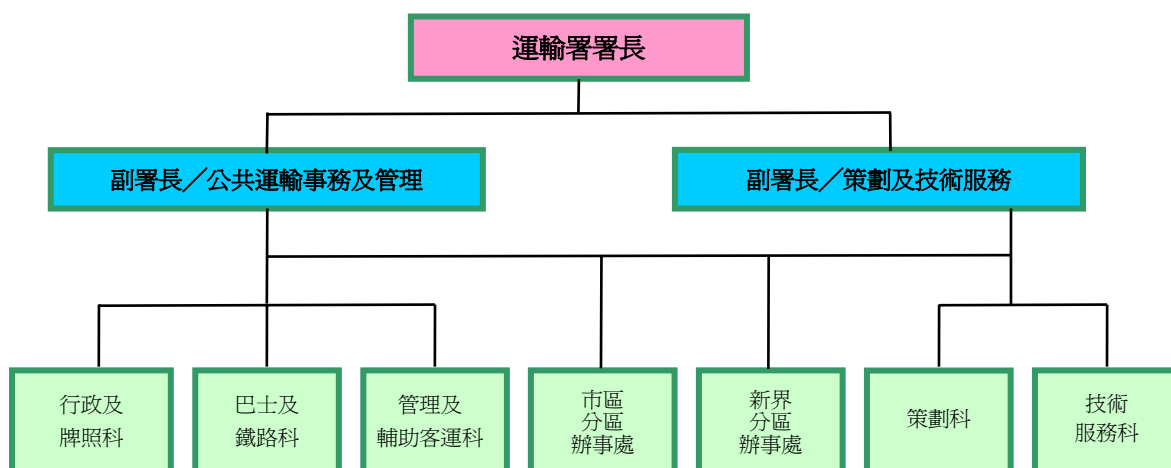 運輸署署長
副署長／公共運輸事務及管理
副署長／策劃及技術服務
行政及
牌照科
巴士及
鐵路科
管理及
輔助客運科
市區
分區
辦事處
新界
分區
辦事處
策劃科
技術
服務科